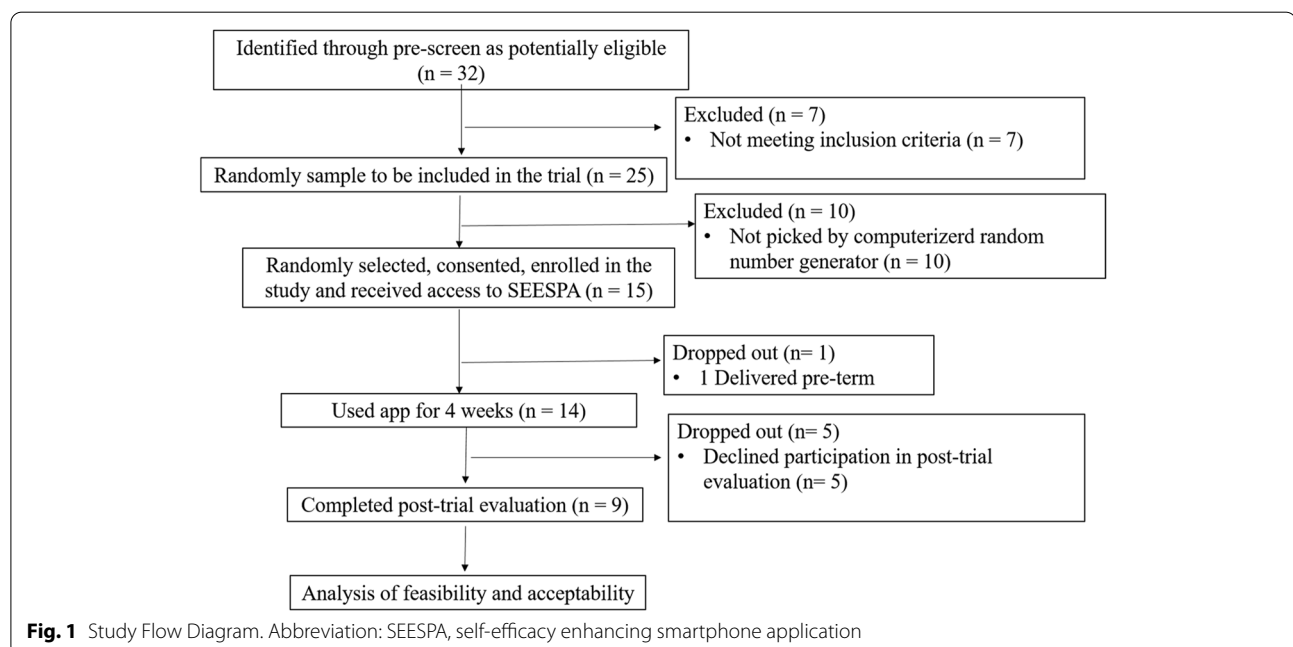 Identified through pre-screen as potentially eligible
(n = 32)
Excluded (n = 7)
• Not meeting inclusion criteria (n = 7)
Randomly sample to be included in the trial (n = 25)
Excluded (n = 10)
• Not picked by computerizerd random
number generator (n = 10)
Randomly selected, consented, enrolled in the
study and received access to SEESPA (n = 15)
Dropped out (n= 1)
• 1 Delivered pre-term
Used app for 4 weeks (n = 14)
Dropped out (n= 5)
• Declined participation in post-trial
evaluation (n= 5)
Completed post-trial evaluation (n = 9)
Analysis of feasibility and acceptability
Fig. 1 Study Flow Diagram. Abbreviation: SEESPA, self-efficacy enhancing smartphone application